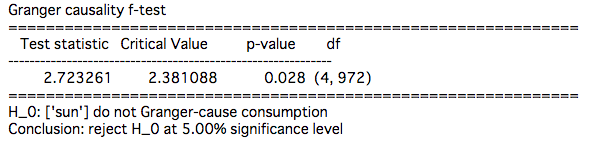 Granger causality f-test
==============================================================
Test statistic Critical Value p-value df
--------------------------------------------------------------
2.723261 2.381088 0.028 (4, 972)
==============================================================
H_0: ['sun'] do not Granger-cause consumption
Conclusion: reject H_0 at 5.00% significance level